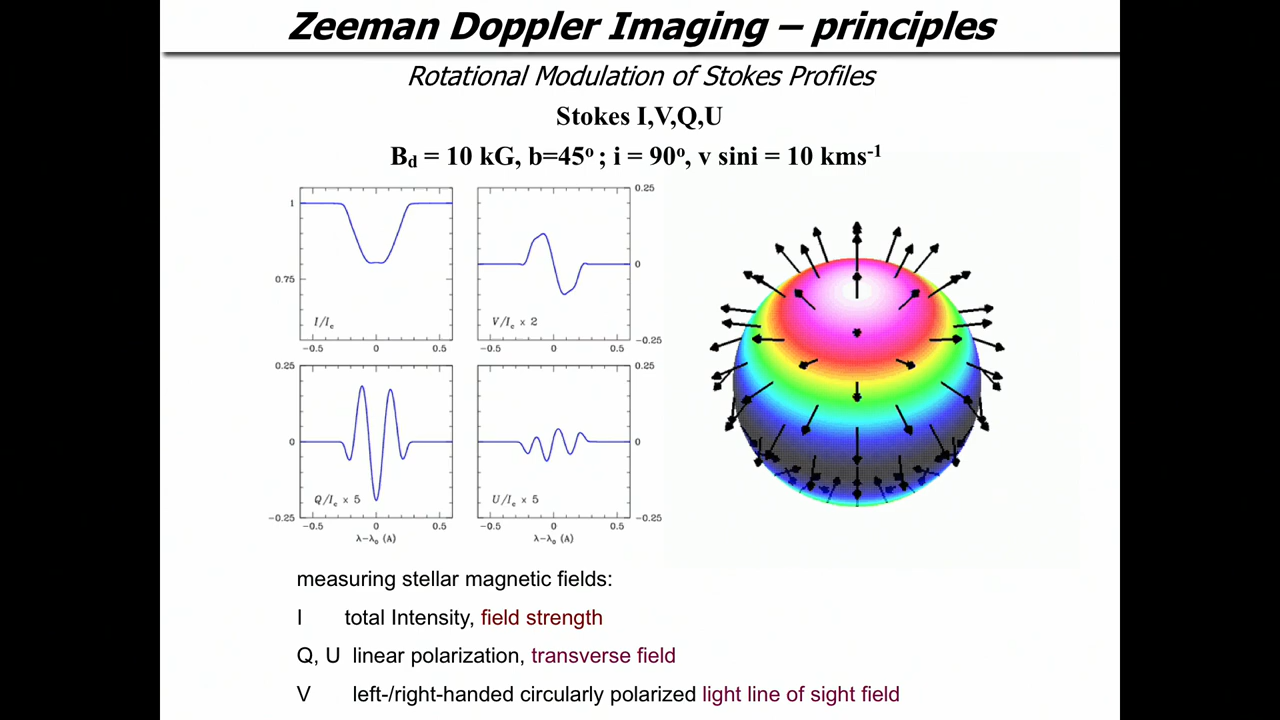 Zeeman Doppler Imaging – principles
Rotational Modulation of Stokes Profiles
Stokes I,V,Q,U
B_d = 10 kG, b=45º ; i = 90º, v sini = 10 kms⁻¹
1
0.75
I/I_c
−0.5 0 0.5
0.25
0
−0.25
V/I_c × 2
−0.5 0 0.5
0.25
0
−0.25
Q/I_c × 5
−0.5 0 0.5
λ−λ₀ (A)
0.25
0
−0.25
U/I_c × 5
−0.5 0 0.5
λ−λ₀ (A)
measuring stellar magnetic fields:
I total Intensity, field strength
Q, U linear polarization, transverse field
V left-/right-handed circularly polarized light line of sight field